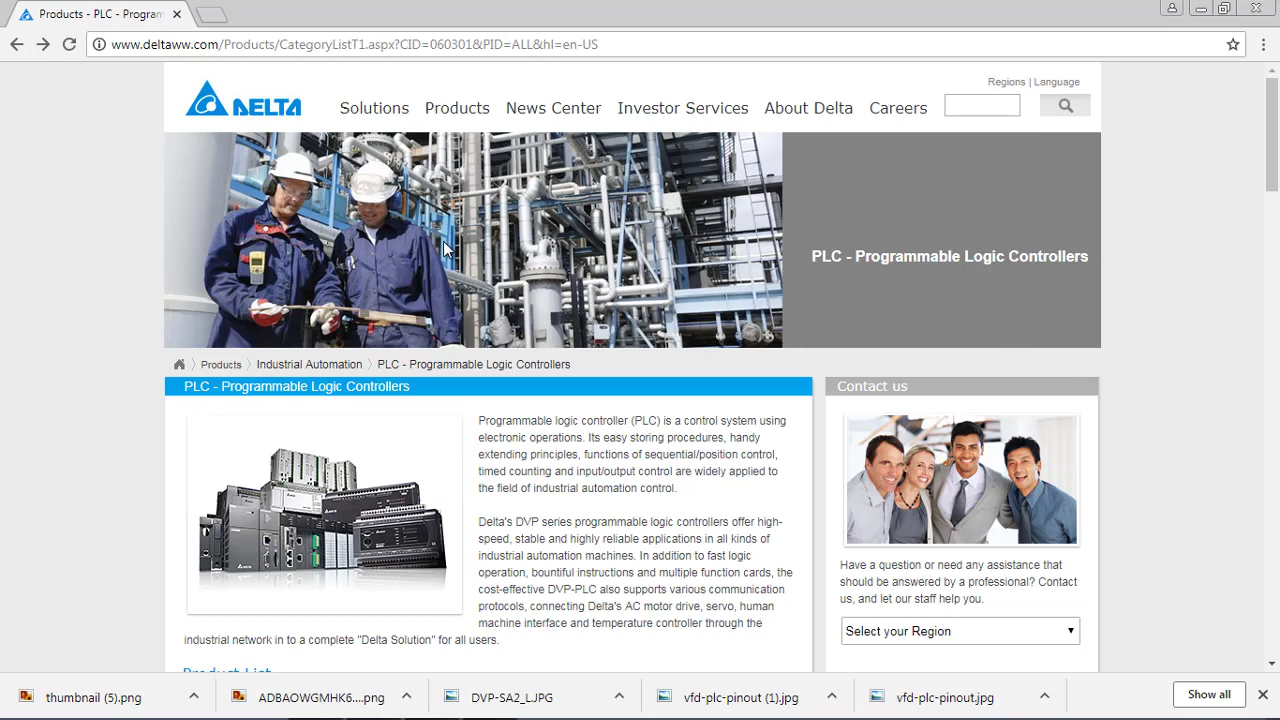 Products - PLC - Program
www.deltaww.com/Products/CategoryListT1.aspx?CID=060301&PID=ALL&hl=en-US
Regions | Language
DELTA
Solutions Products News Center Investor Services About Delta Careers
PLC - Programmable Logic Controllers
Products Industrial Automation PLC - Programmable Logic Controllers
PLC - Programmable Logic Controllers
Programmable logic controller (PLC) is a control system using
electronic operations. Its easy storing procedures, handy
extending principles, functions of sequential/position control,
timed counting and input/output control are widely applied to
the field of industrial automation control.
Delta's DVP series programmable logic controllers offer high-
speed, stable and highly reliable applications in all kinds of
industrial automation machines. In addition to fast logic
operation, bountiful instructions and multiple function cards, the
cost-effective DVP-PLC also supports various communication
protocols, connecting Delta's AC motor drive, servo, human
machine interface and temperature controller through the
industrial network in to a complete "Delta Solution" for all users.
Product List
Contact us
Have a question or need any assistance that
should be answered by a professional? Contact
us, and let our staff help you.
Select your Region
thumbnail (5).png
ADBAOWGMHK6....png
DVP-SA2_L.JPG
vfd-plc-pinout (1).jpg
vfd-plc-pinout.jpg
Show all